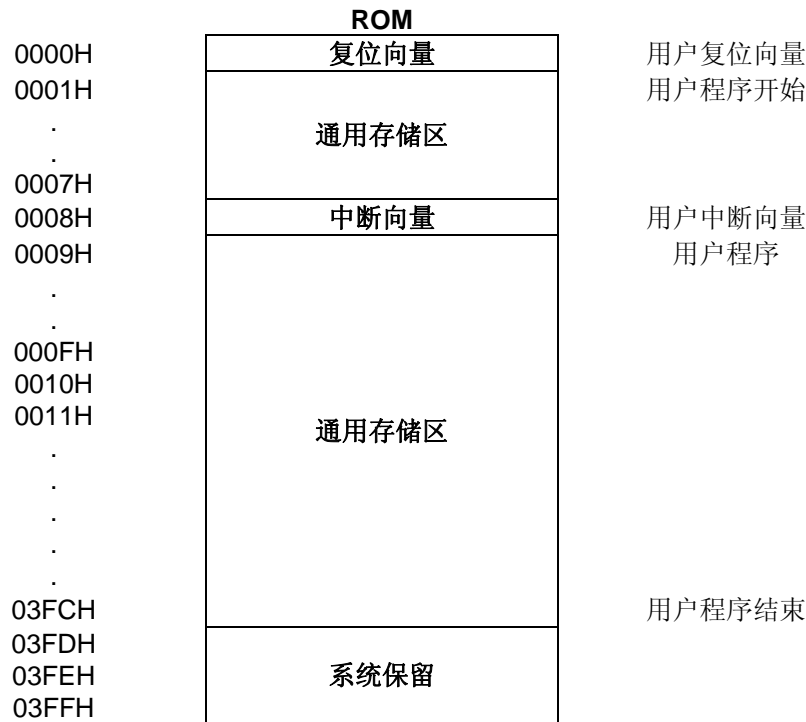 ROM
0000H 复位向量 用户复位向量
0001H 用户程序开始
.
通用存储区
.
0007H
0008H 中断向量 用户中断向量
0009H 用户程序
.
.
000FH
0010H
0011H
通用存储区
.
.
.
.
.
03FCH 用户程序结束
03FDH
03FEH 系统保留
03FFH